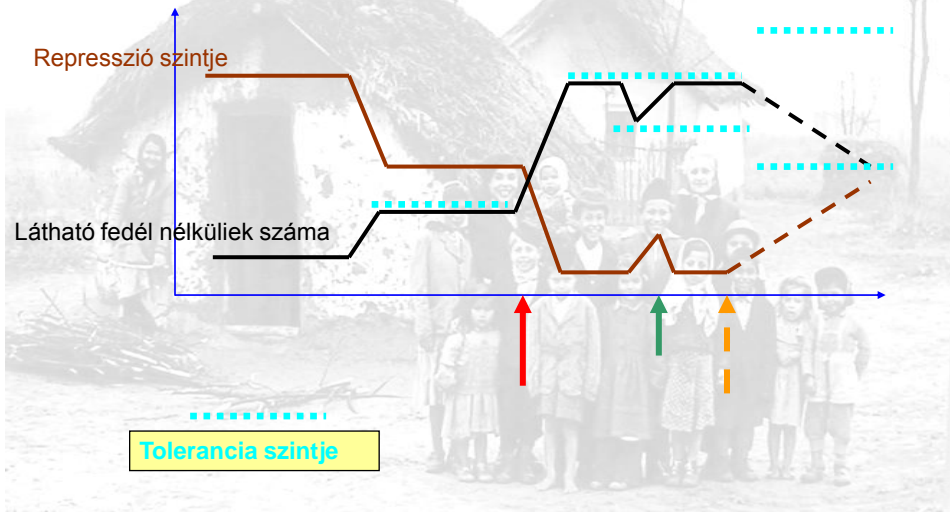 Represszió szintje
Látható fedél nélküliek száma
Tolerancia szintje